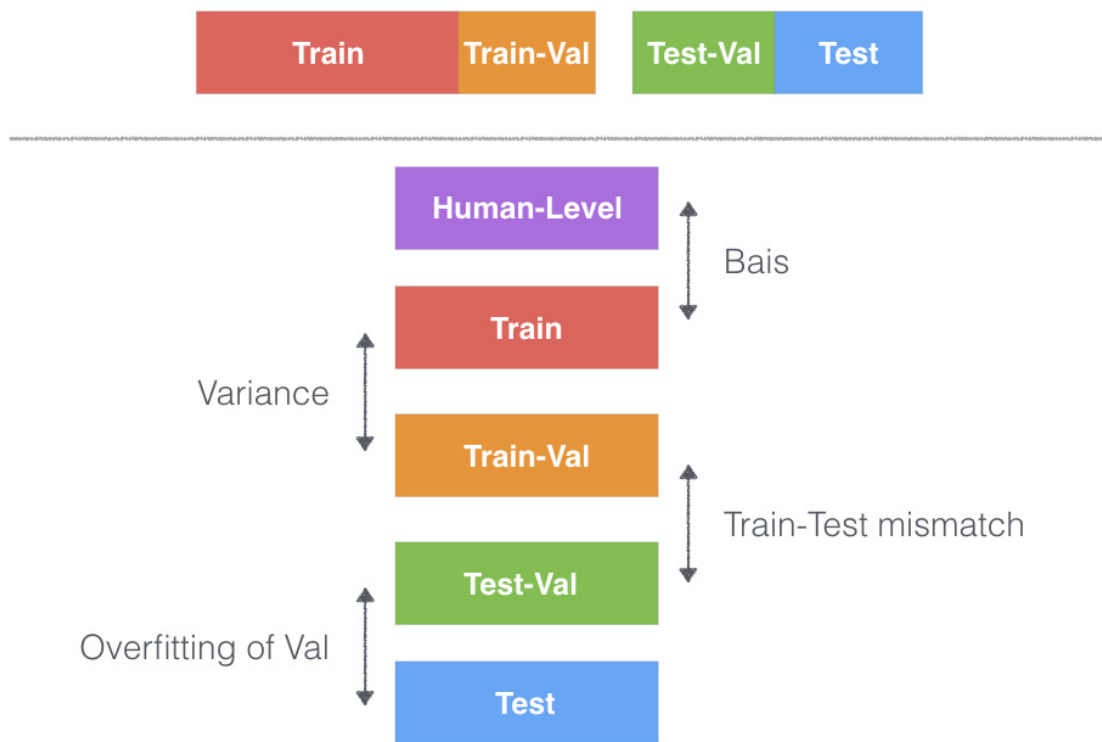 Train Train-Val Test-Val Test
Human-Level
Bais
Train
Variance
Train-Val
Train-Test mismatch
Test-Val
Overfitting of Val
Test